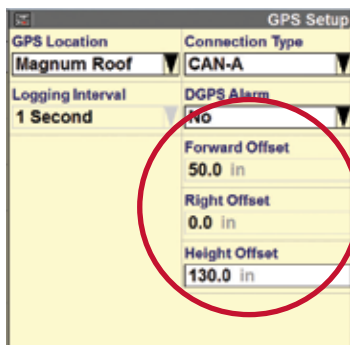 GPS Setup
GPS Location
Connection Type
Magnum Roof
CAN-A
Logging Interval
DGPS Alarm
1 Second
No
Forward Offset
50.0 in
Right Offset
0.0 in
Height Offset
130.0 in